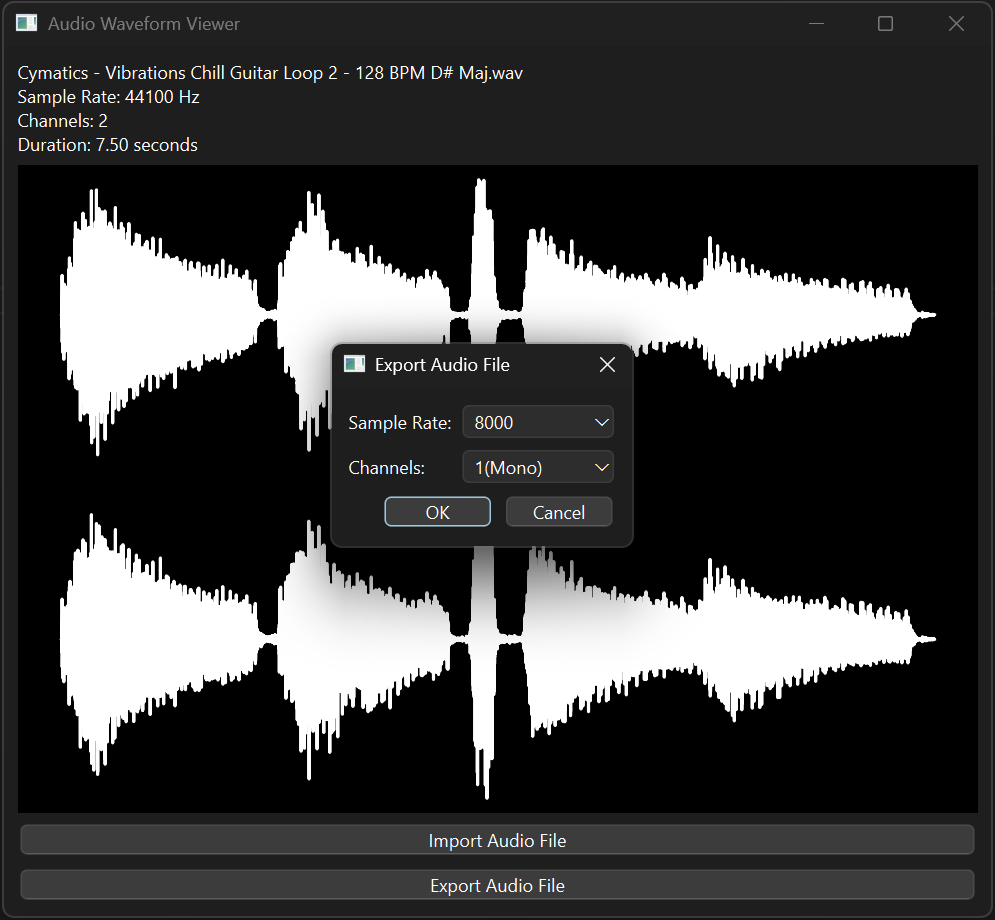 Audio Waveform Viewer
Cymatics - Vibrations Chill Guitar Loop 2 - 128 BPM D# Maj.wav
Sample Rate: 44100 Hz
Channels: 2
Duration: 7.50 seconds
Export Audio File
Sample Rate: 8000
Channels: 1(Mono)
OK Cancel
Import Audio File
Export Audio File